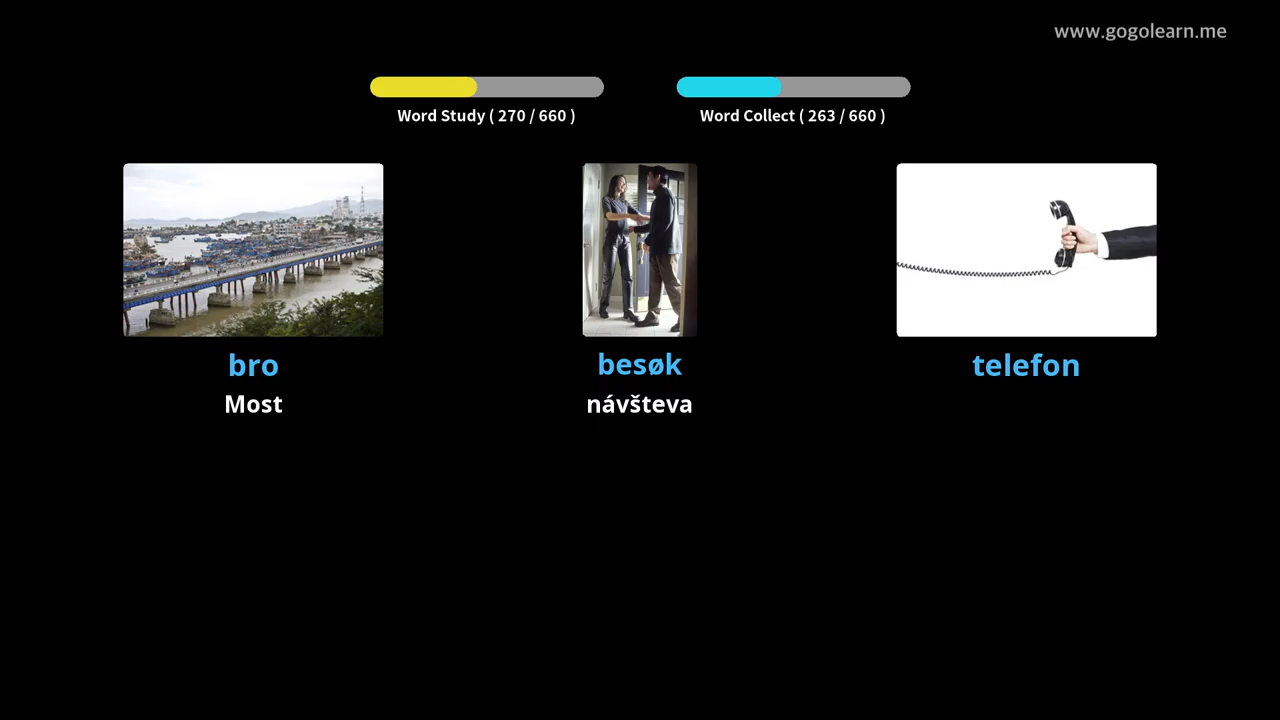 www.gogolearn.me
Word Study ( 270 / 660 )
Word Collect ( 263 / 660 )
bro
besøk
telefon
Most
návšteva